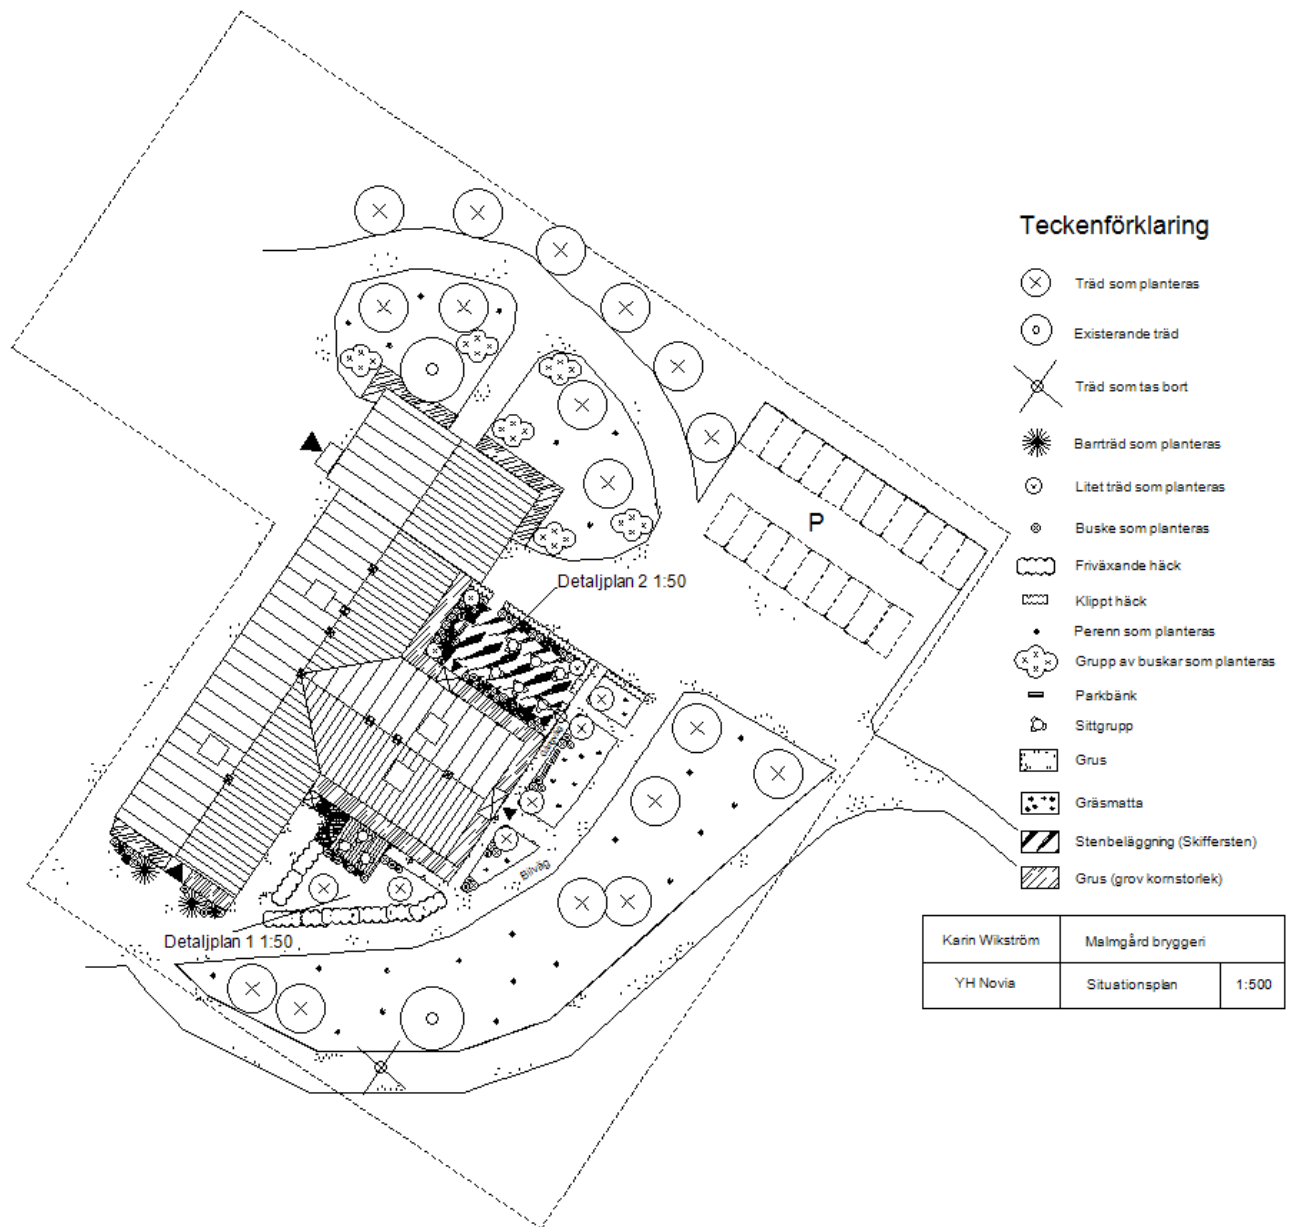 Teckenförklaring
Träd som planteras
Existerande träd
Träd som tas bort
Barrträd som planteras
Litet träd som planteras
Buske som planteras
Friväxande häck
Klippt häck
Perenn som planteras
Grupp av buskar som planteras
Parkbänk
Sittgrupp
Grus
Gräsmatta
Stenbeläggning (Skiffersten)
Grus (grov kornstorlek)
P
Detaljplan 2 1:50
Bilväg
Detaljplan 1 1:50
Karin Wikström
Malmgård bryggeri
YH Novia
Situationsplan
1:500